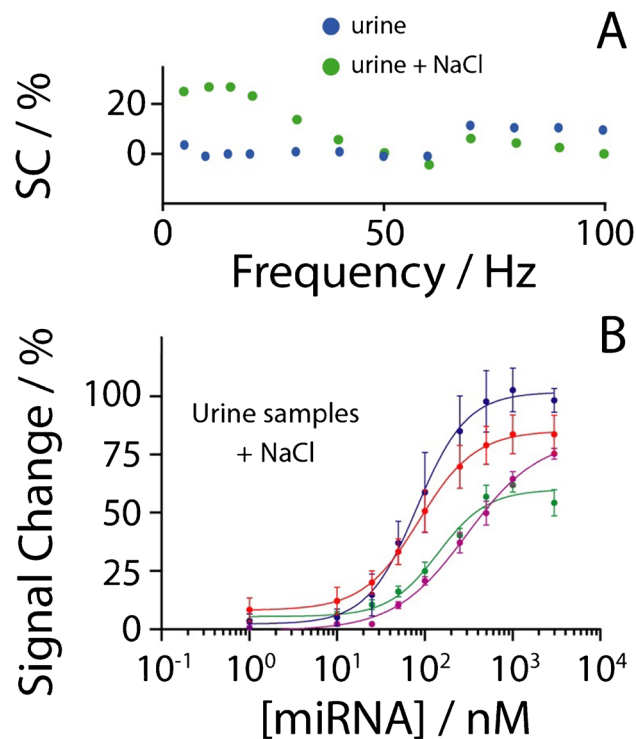 urine
A
urine + NaCl
SC / %
20
0
0
50
100
Frequency / Hz
B
Signal Change / %
100
75
50
25
0
Urine samples
+ NaCl
10-1
100
101
102
103
104
[miRNA] / nM